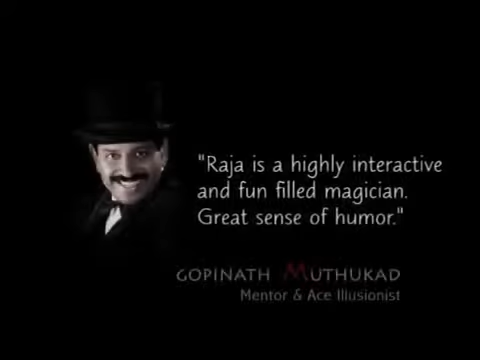 "Raja is a highly interactive
and fun filled magician.
Great sense of humor."
GOPINATH MUTHUKAD
Mentor & Ace Illusionist